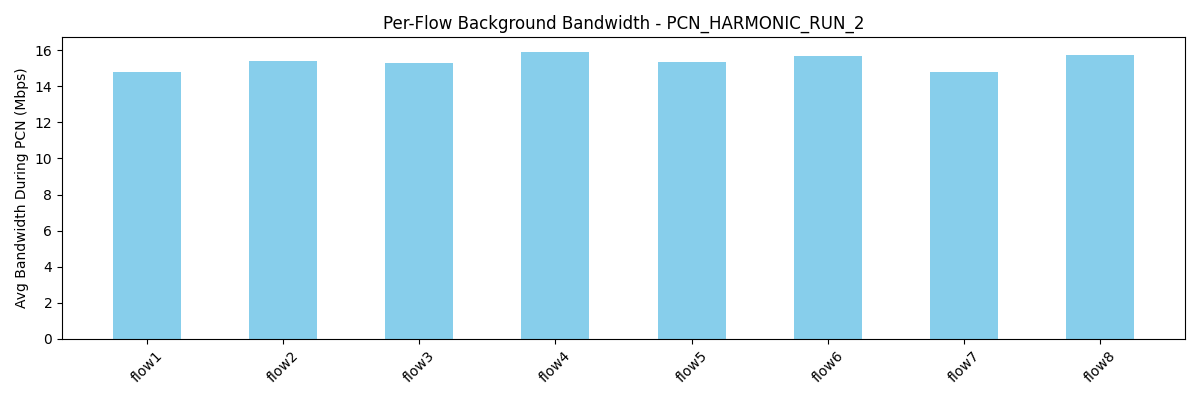 Per-Flow Background Bandwidth - PCN_HARMONIC_RUN_2
Avg Bandwidth During PCN (Mbps)
16
14
12
10
8
6
4
2
0
flow1
flow2
flow3
flow4
flow5
flow6
flow7
flow8